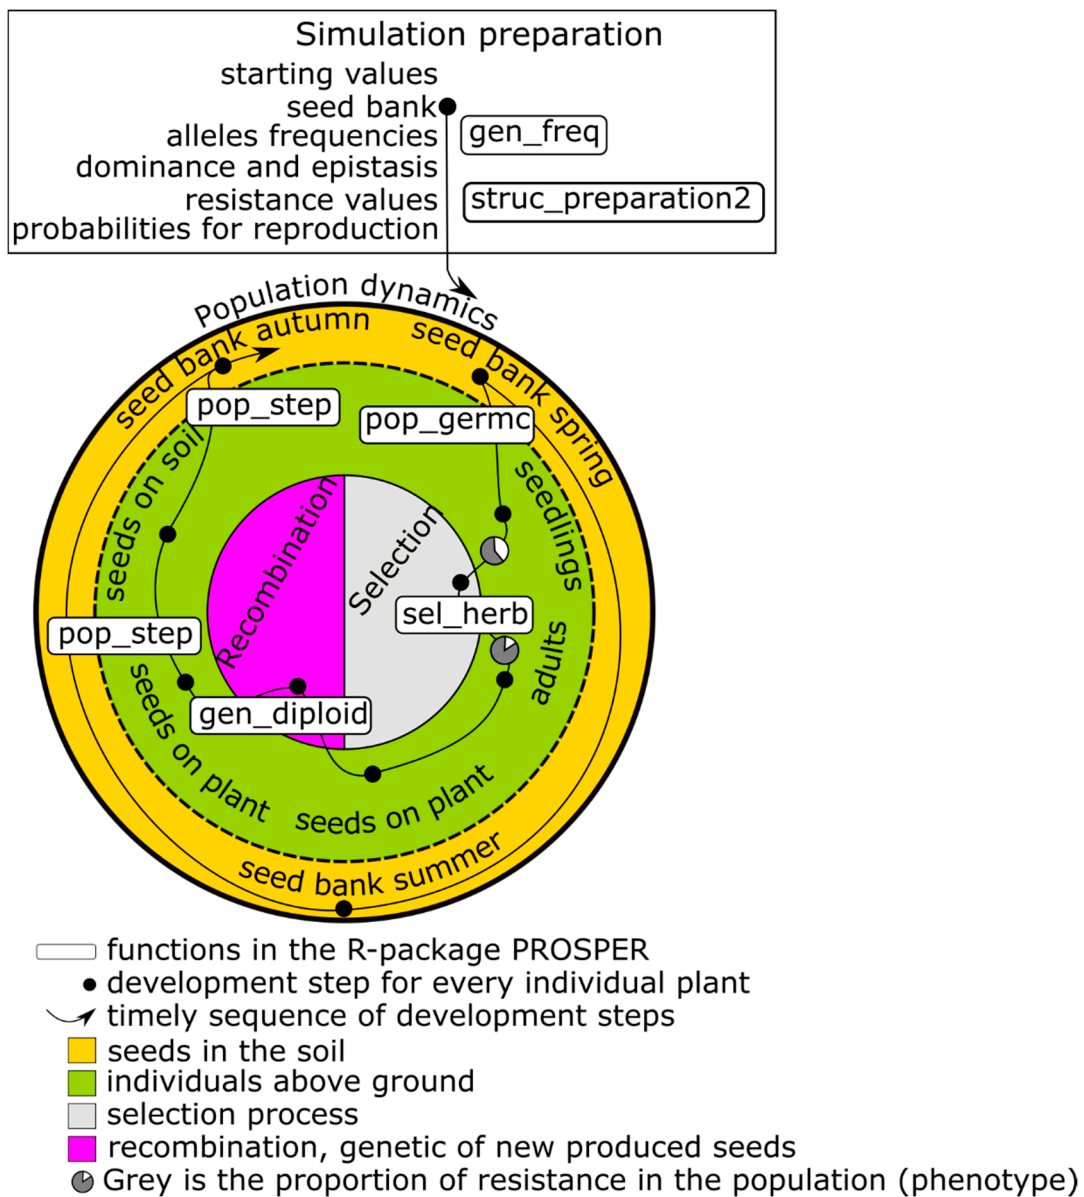 Simulation preparation
starting values
seed bank
alleles frequencies
gen_freq
dominance and epistasis
resistance values
struc_preparation2
probabilities for reproduction
Population dynamics
seed bank autumn
seed bank spring
pop_step
pop_germc
seeds on soil
seedlings
Recombination
Selection
sel_herb
pop_step
adults
gen_diploid
seeds on plant
seeds on plant
seed bank summer
functions in the R-package PROSPER
development step for every individual plant
timely sequence of development steps
seeds in the soil
individuals above ground
selection process
recombination, genetic of new produced seeds
Grey is the proportion of resistance in the population (phenotype)